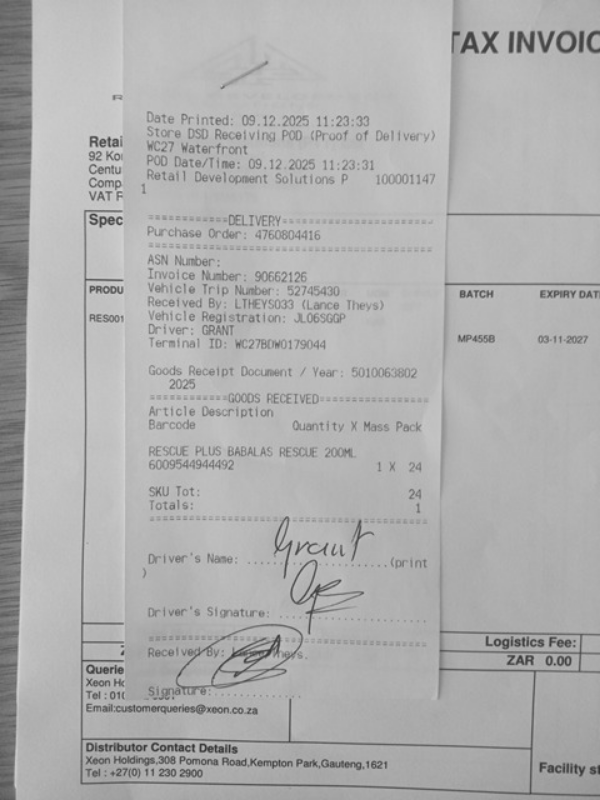 TAX INVOIC
Date Printed: 09.12.2025 11:23:33
Store DSD Receiving POD (Proof of Delivery)
WC27 Waterfront
POD Date/Time: 09.12.2025 11:23:31
Retail Development Solutions P 100001147
1
============DELIVERY============
Purchase Order: 4760804416
ASN Number:
Invoice Number: 90662126
Vehicle Trip Number: 52745430
Received By: LTHEYS033 (Lance Theys)
Vehicle Registration: JL06SGGP
Driver: GRANT
Terminal ID: WC27BDW0179044
Goods Receipt Document / Year: 5010063802
2025
============GOODS RECEIVED============
Article Description
Barcode Quantity X Mass Pack
RESCUE PLUS BABALAS RESCUE 200ML
6009544944492 1 X 24
SKU Tot: 24
Totals: 1
Grant
Driver's Name: ......................(print
)
Driver's Signature: ......................
Received By: Lance Theys.
Signature:..............
Retai
92 Ko
Centu
Comp
VAT R
Spec
PRODU
RES001
BATCH EXPIRY DAT
MP455B 03-11-2027
Logistics Fee:
ZAR 0.00
Querie
Xeon Ho
Tel : 010
Email:customerqueries@xeon.co.za
Distributor Contact Details
Xeon Holdings,308 Pomona Road,Kempton Park,Gauteng,1621
Tel : +27(0) 11 230 2900
Facility st